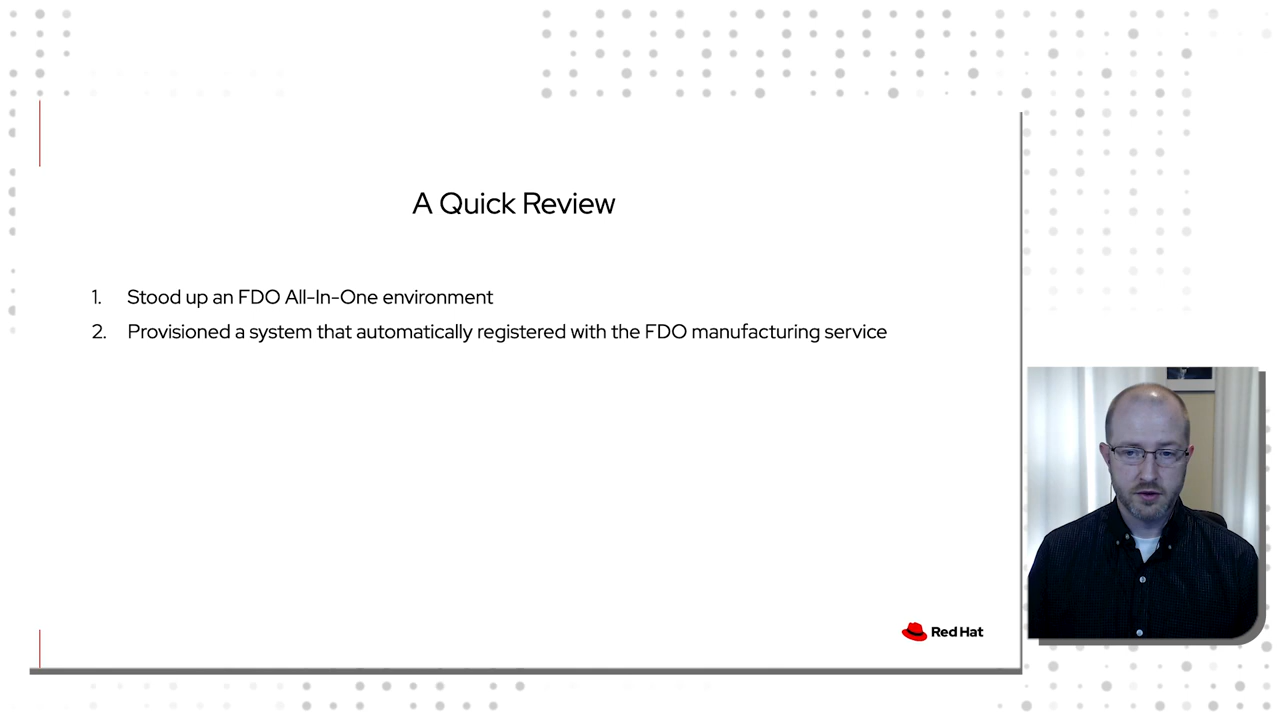 A Quick Review
1. Stood up an FDO All-In-One environment
2. Provisioned a system that automatically registered with the FDO manufacturing service
Red Hat